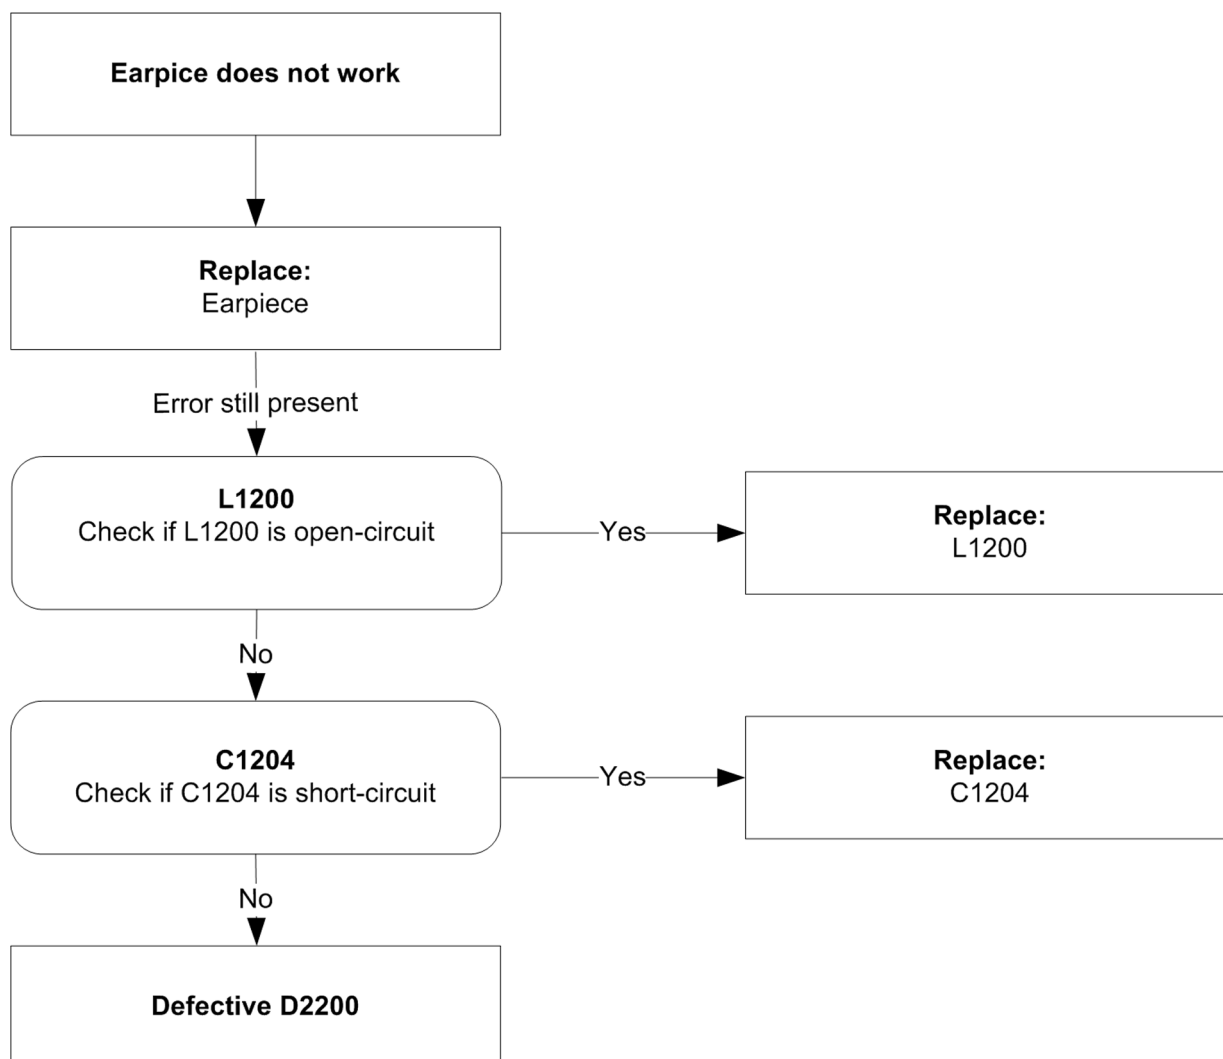 Earpice does not work
Replace:
Earpiece
Error still present
L1200
Check if L1200 is open-circuit
Yes
Replace:
L1200
No
C1204
Check if C1204 is short-circuit
Yes
Replace:
C1204
No
Defective D2200